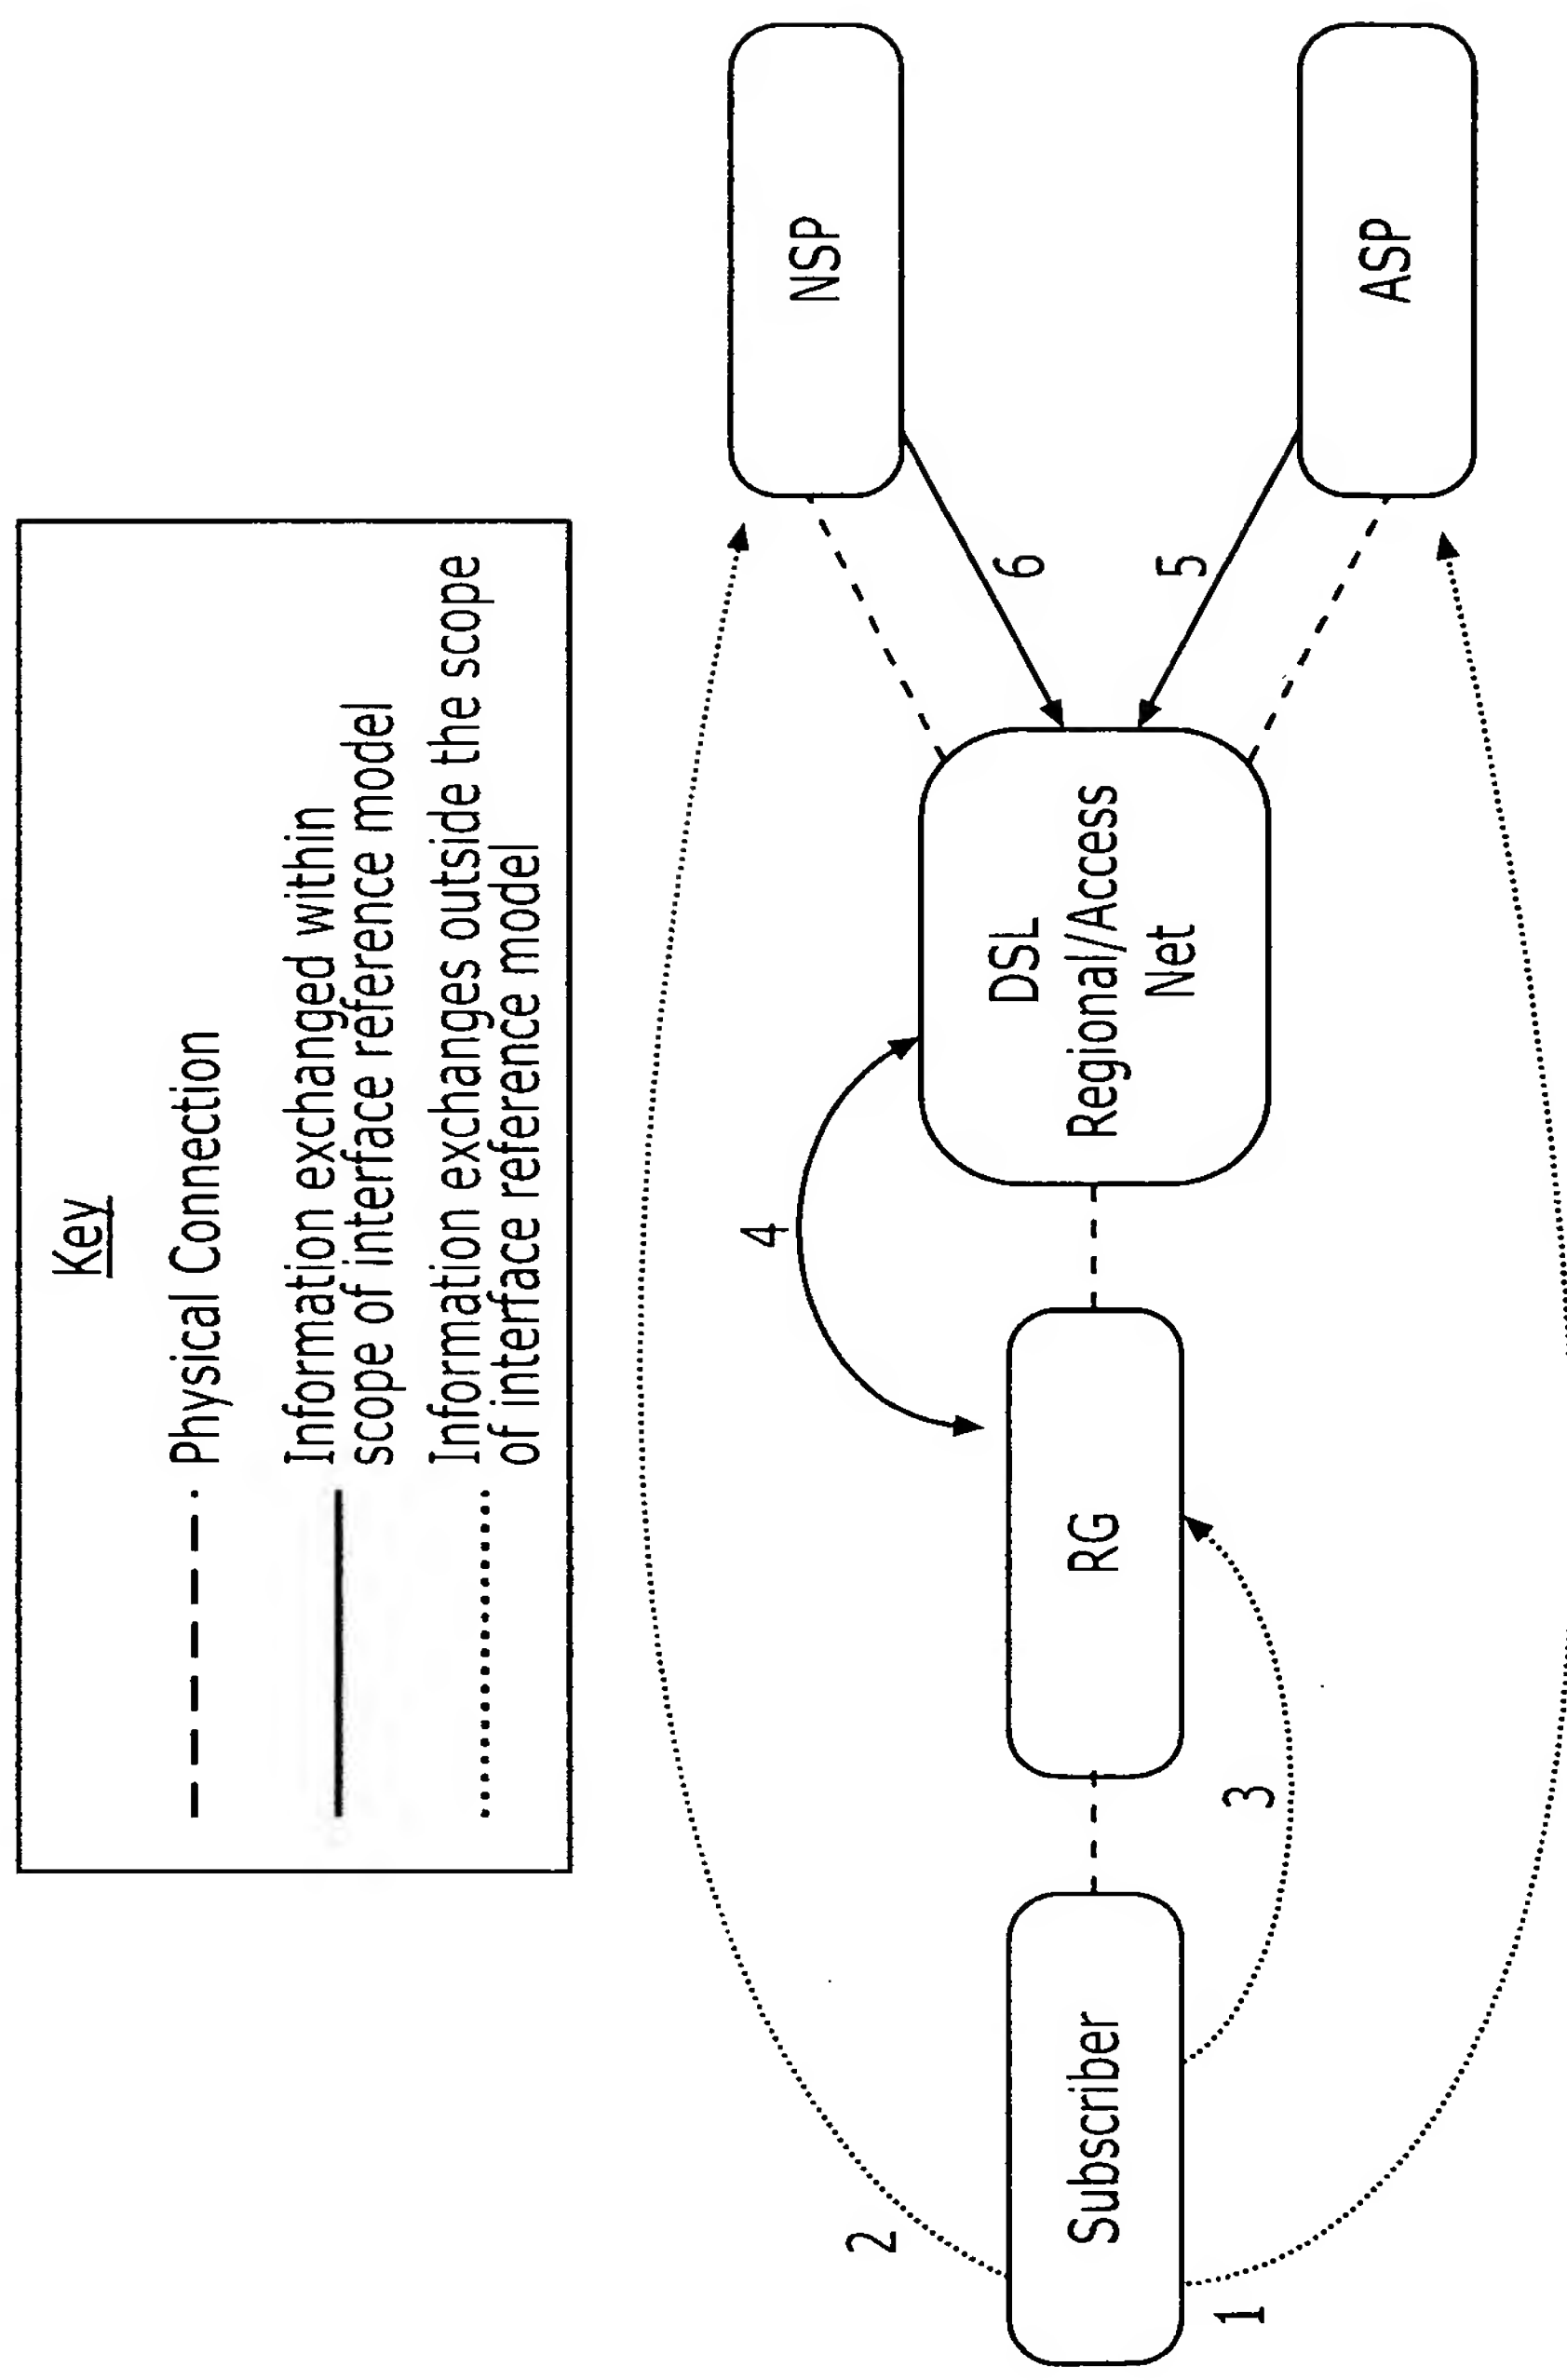 Key
Physical Connection
Information exchanged within
scope of interface reference model
Information exchanges outside the scope
of interface reference model
2
4
NSP
6
Subscriber
RG
DSL
Regional/Access
Net
5
3
1
ASP